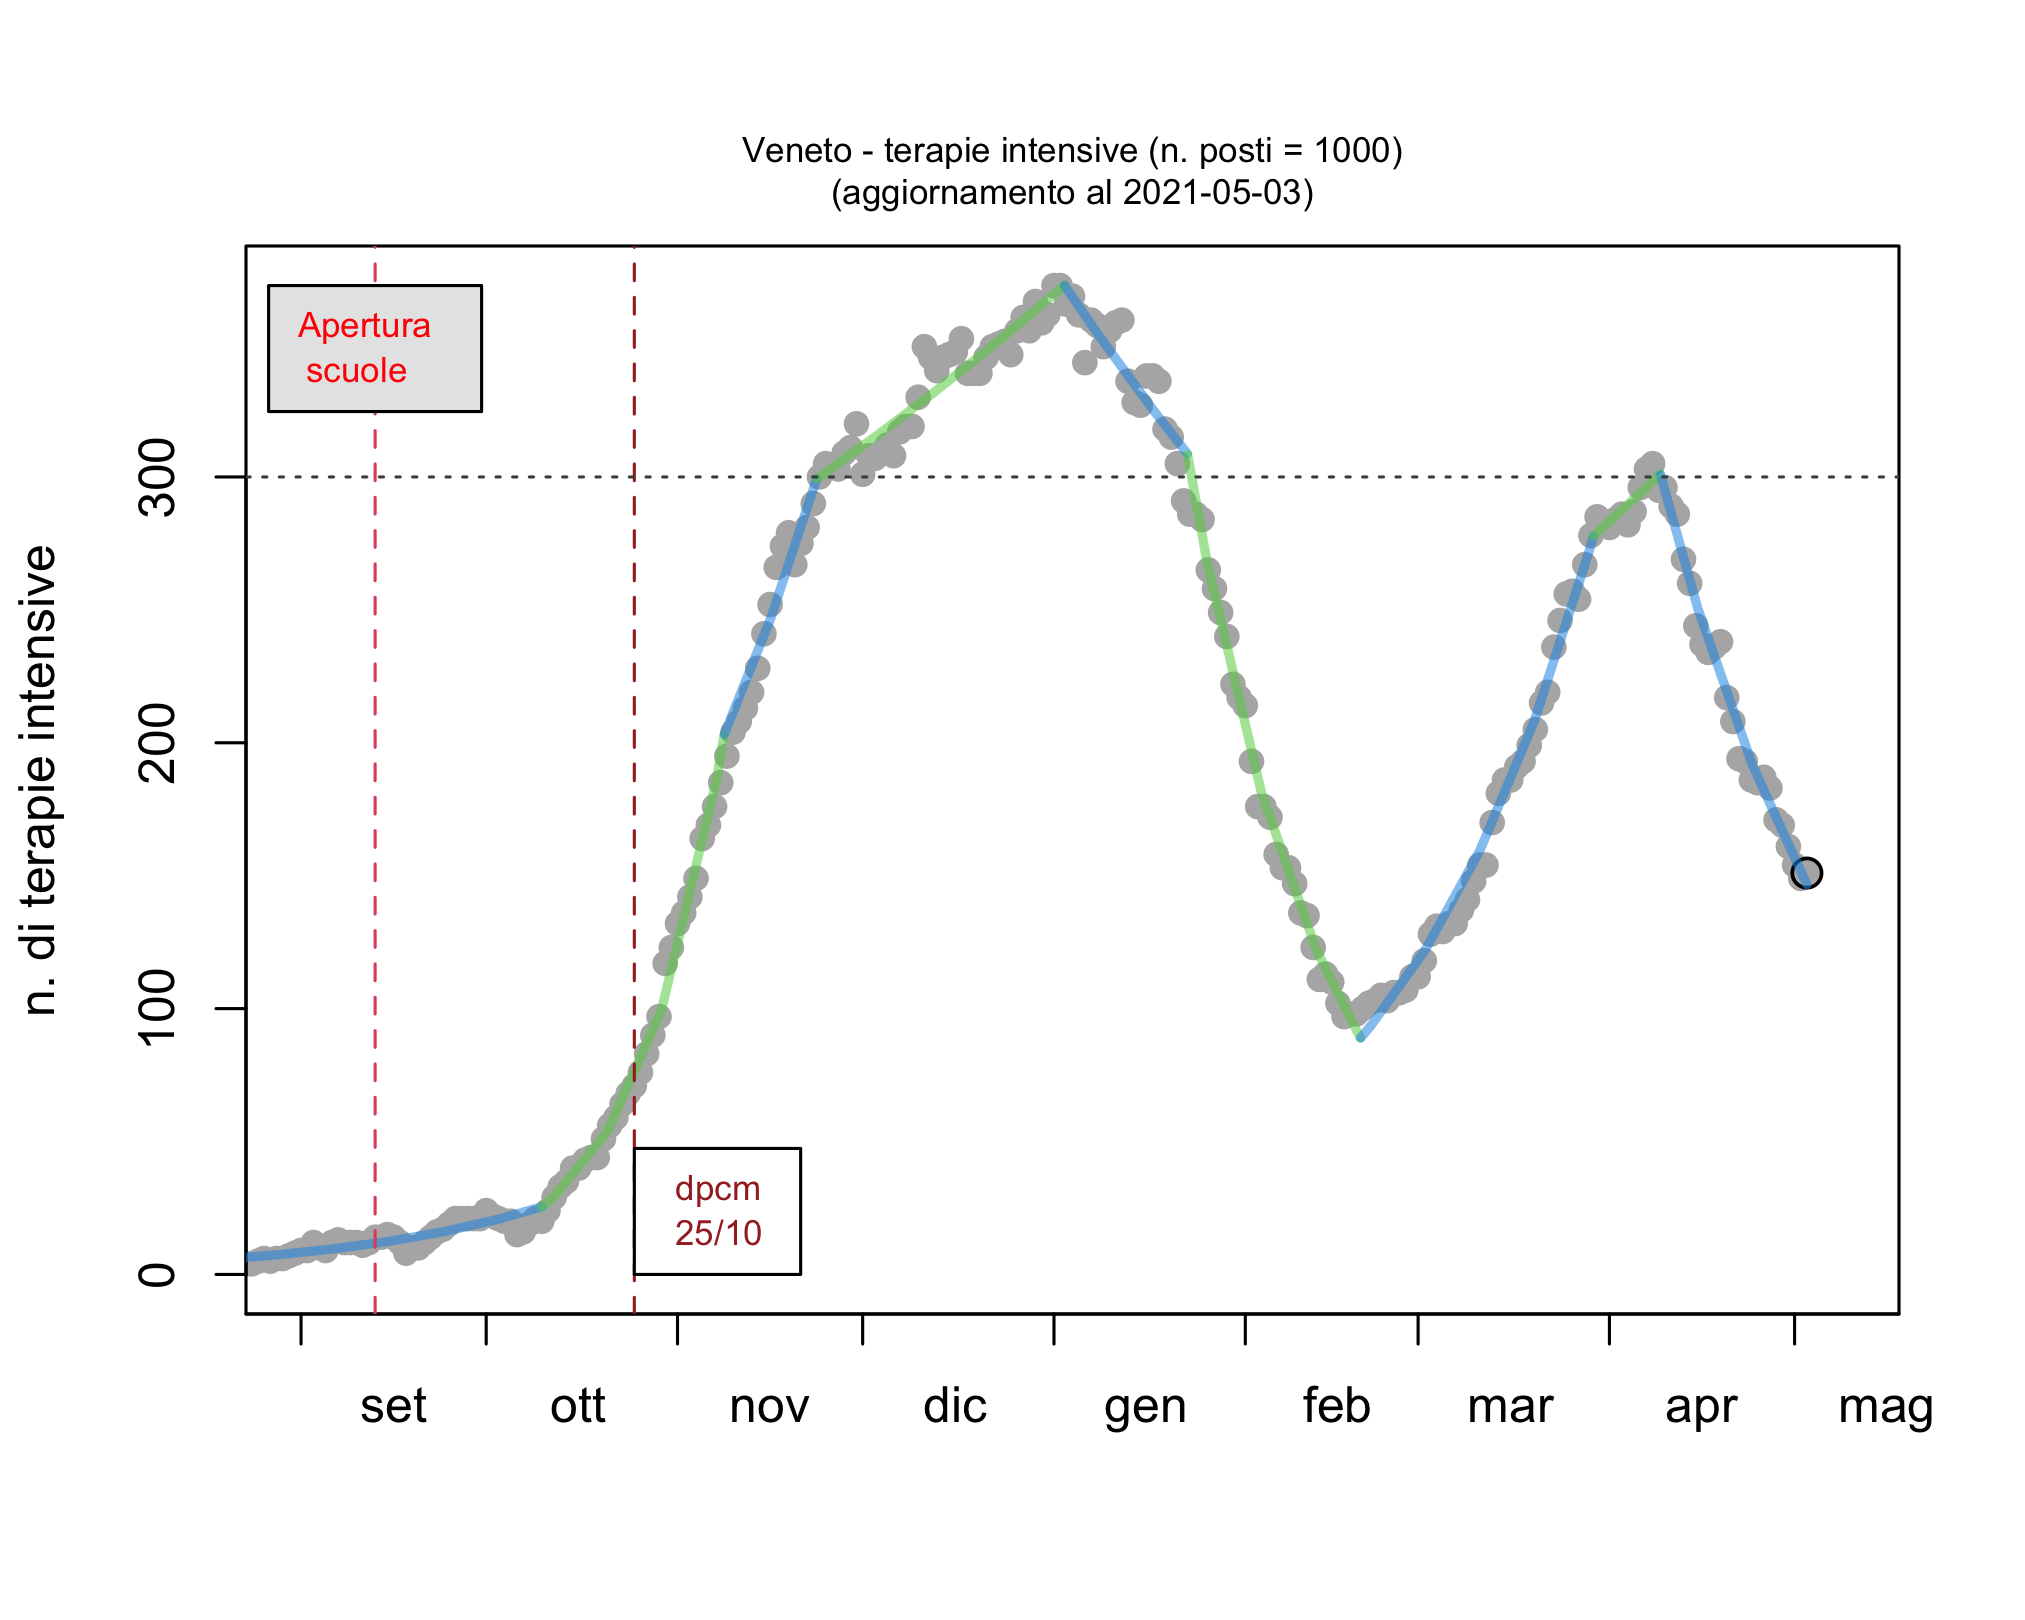 Veneto - terapie intensive (n. posti = 1000)
(aggiornamento al 2021-05-03)
Apertura
scuole
n. di terapie intensive
300
200
100
0
dpcm
25/10
set ott nov dic gen feb mar apr mag